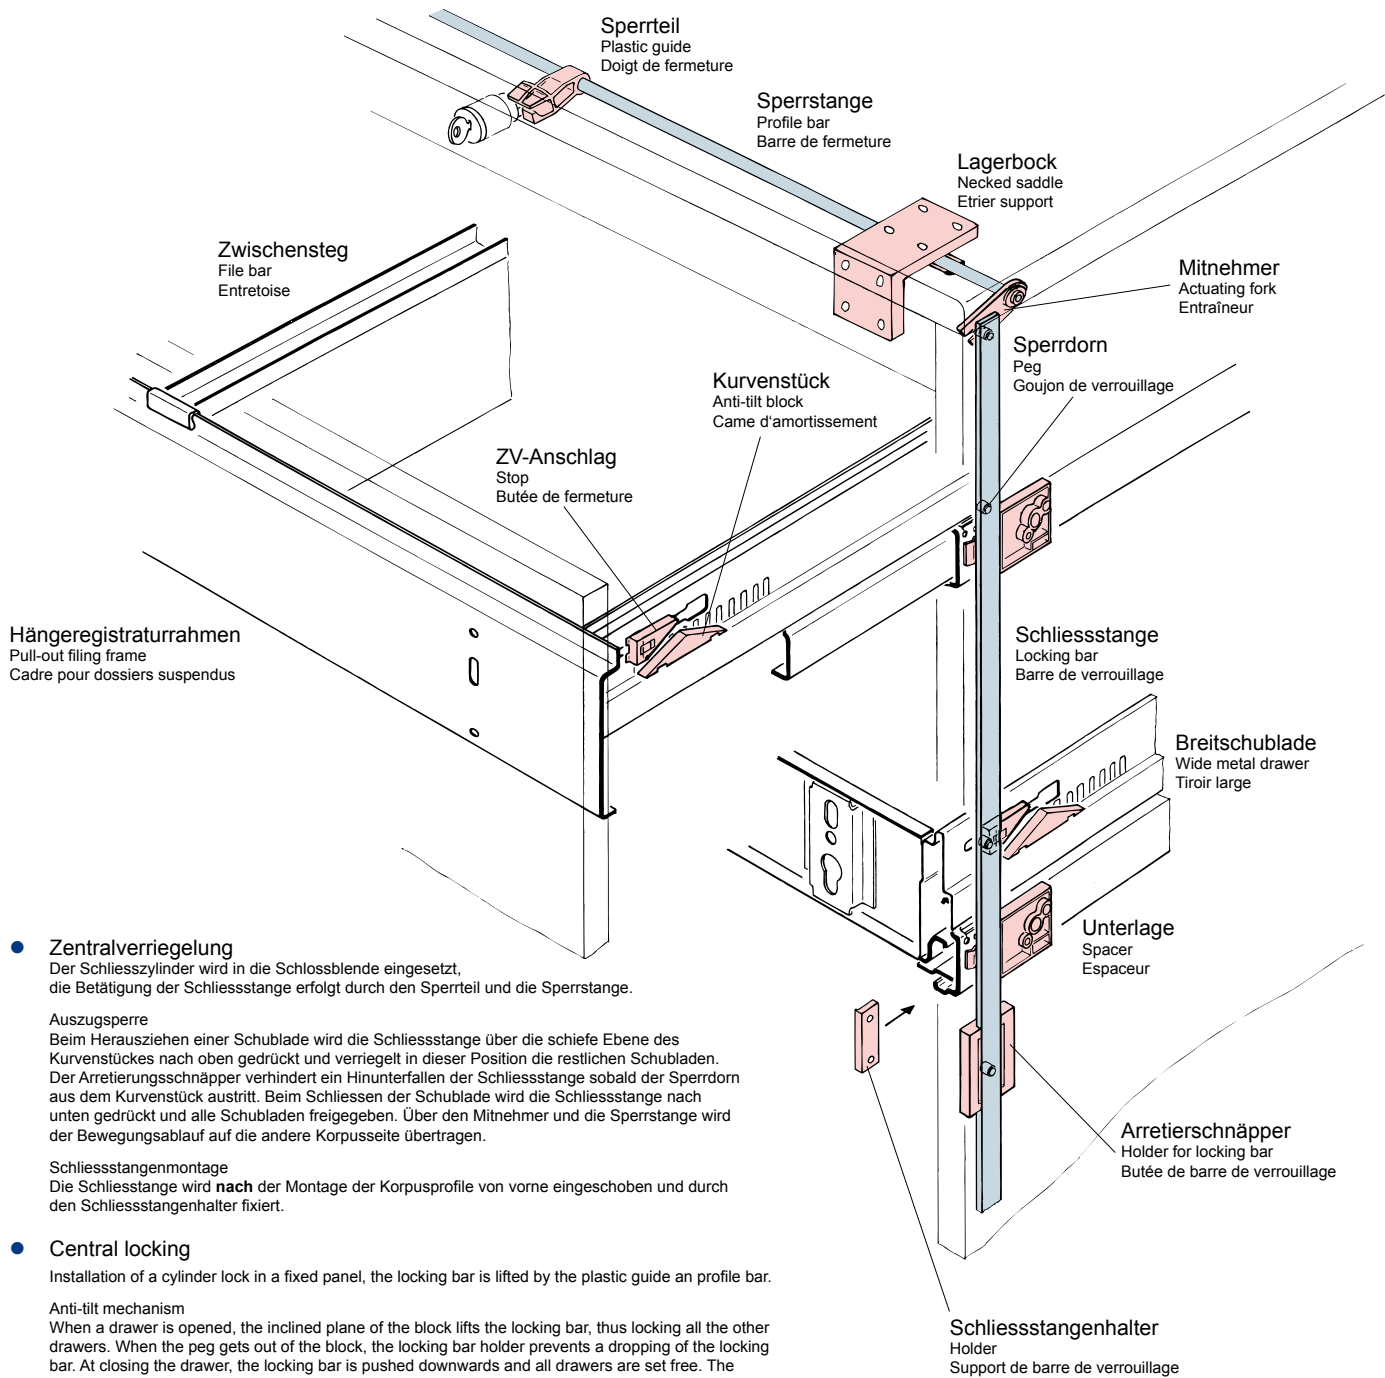 Sperrteil
Plastic guide
Doigt de fermeture
Sperrstange
Profile bar
Barre de fermeture
Lagerbock
Necked saddle
Etrier support
Zwischensteg
File bar
Entretoise
Mitnehmer
Actuating fork
Entraîneur
Sperrdorn
Peg
Goujon de verrouillage
Kurvenstück
Anti-tilt block
Came d'amortissement
ZV-Anschlag
Stop
Butée de fermeture
Hängeregistraturrahmen
Pull-out filing frame
Cadre pour dossiers suspendus
Schliessstange
Locking bar
Barre de verrouillage
Breitschublade
Wide metal drawer
Tiroir large
Unterlage
Spacer
Espaceur
Arretierschnäpper
Holder for locking bar
Butée de barre de verrouillage
Schliessstangenhalter
Holder
Support de barre de verrouillage
● Zentralverriegelung
Der Schliesszylinder wird in die Schlossblende eingesetzt,
die Betätigung der Schliessstange erfolgt durch den Sperrteil und die Sperrstange.
Auszugsperre
Beim Herausziehen einer Schublade wird die Schliessstange über die schiefe Ebene des
Kurvenstückes nach oben gedrückt und verriegelt in dieser Position die restlichen Schubladen.
Der Arretierungsschnäpper verhindert ein Hinunterfallen der Schliessstange sobald der Sperrdorn
aus dem Kurvenstück austritt. Beim Schliessen der Schublade wird die Schliessstange nach
unten gedrückt und alle Schubladen freigegeben. Über den Mitnehmer und die Sperrstange wird
der Bewegungsablauf auf die andere Korpusseite übertragen.
Schliessstangenmontage
Die Schliesstange wird nach der Montage der Korpusprofile von vorne eingeschoben und durch
den Schliessstangenhalter fixiert.
● Central locking
Installation of a cylinder lock in a fixed panel, the locking bar is lifted by the plastic guide an profile bar.
Anti-tilt mechanism
When a drawer is opened, the inclined plane of the block lifts the locking bar, thus locking all the other
drawers. When the peg gets out of the block, the locking bar holder prevents a dropping of the locking
bar. At closing the drawer, the locking bar is pushed downwards and all drawers are set free. The